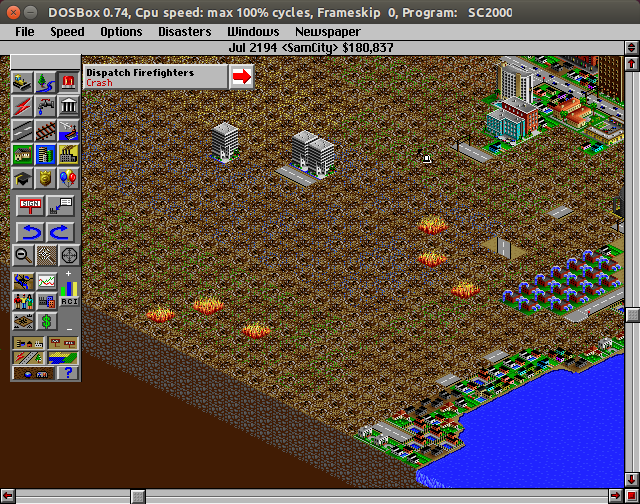 DOSBox 0.74, Cpu speed: max 100% cycles, Frameskip 0, Program: SC2000
File Speed Options Disasters Windows Newspaper
Jul 2194 <SamCity> $180,837
Dispatch Firefighters
Crash
SIGN
+
RCI
−
?